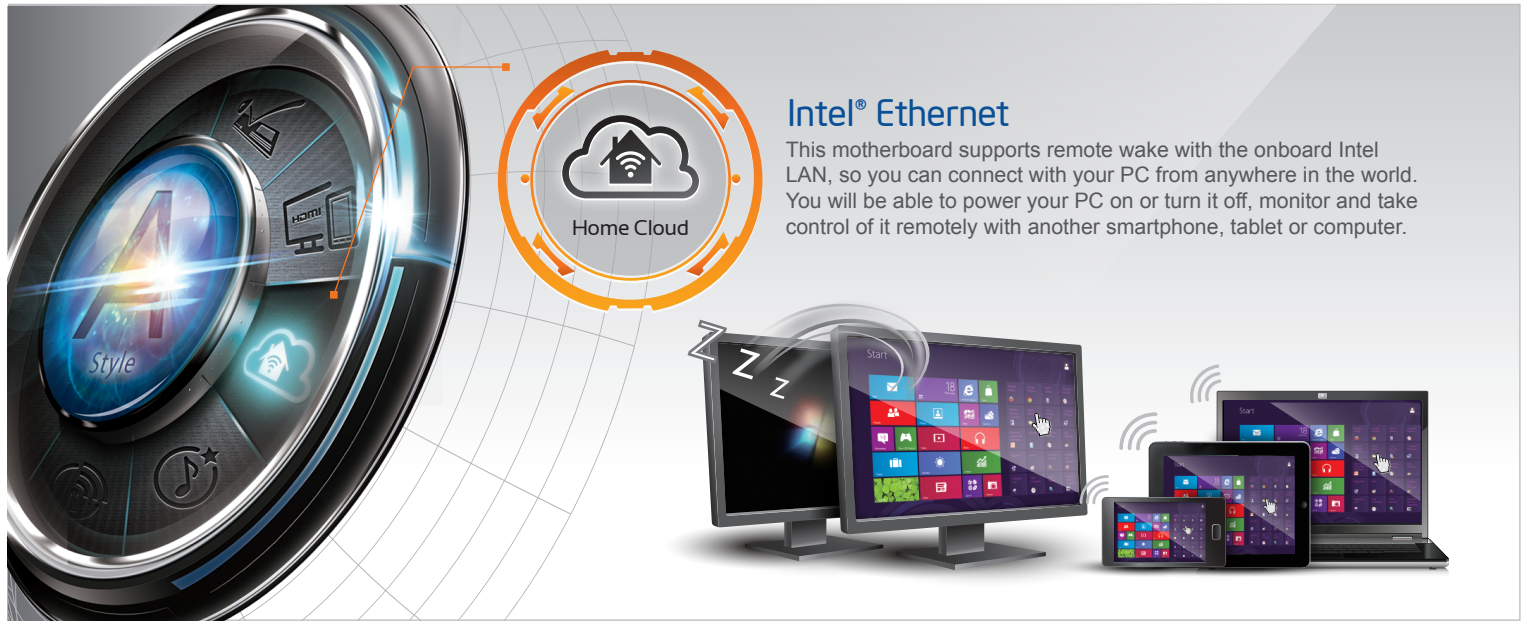 Intel® Ethernet
This motherboard supports remote wake with the onboard Intel
LAN, so you can connect with your PC from anywhere in the world.
You will be able to power your PC on or turn it off, monitor and take
control of it remotely with another smartphone, tablet or computer.
Home Cloud
HDMI
A
Style
Z Z Z
Start
18
Start
18